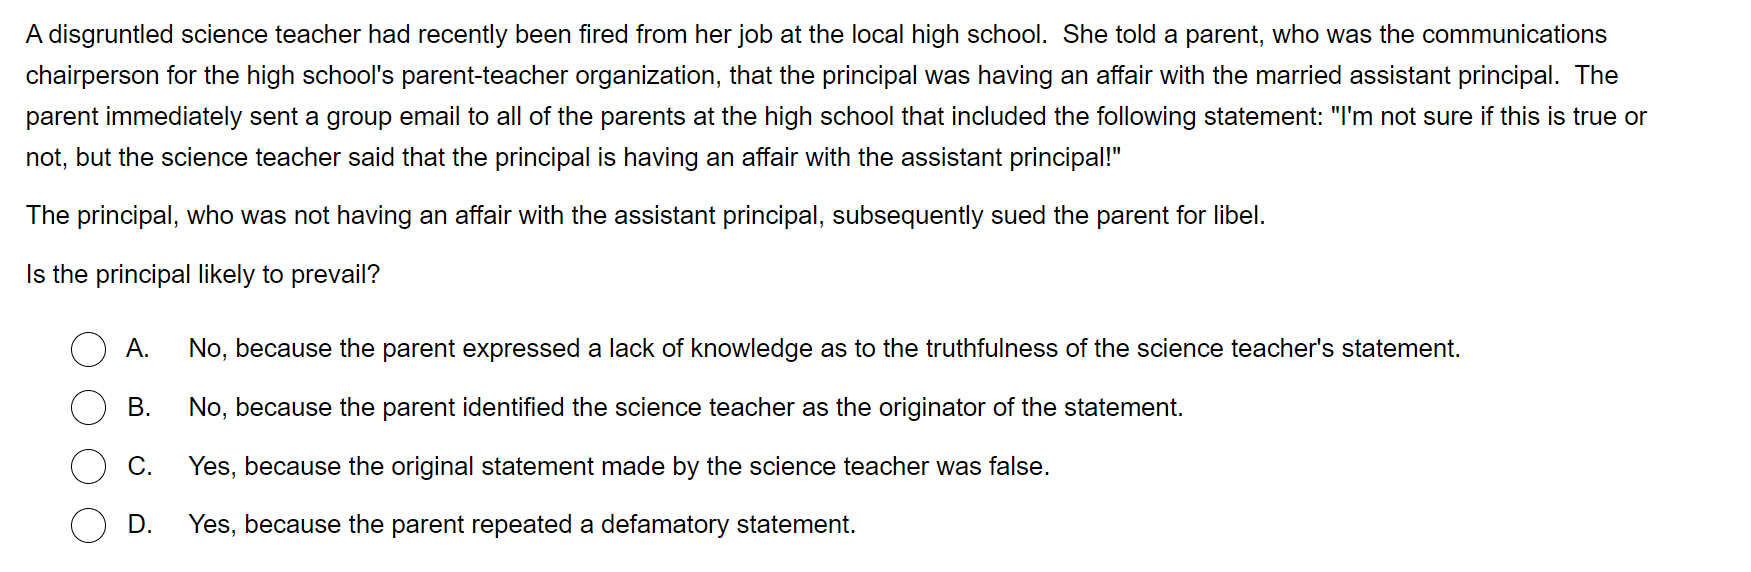 A disgruntled science teacher had recently been fired from her job at the local high school.  She told a parent, who was the communications
chairperson for the high school's parent-teacher organization, that the principal was having an affair with the married assistant principal.  The
parent immediately sent a group email to all of the parents at the high school that included the following statement: "I'm not sure if this is true or
not, but the science teacher said that the principal is having an affair with the assistant principal!"
The principal, who was not having an affair with the assistant principal, subsequently sued the parent for libel.
Is the principal likely to prevail?
A. No, because the parent expressed a lack of knowledge as to the truthfulness of the science teacher's statement.
B. No, because the parent identified the science teacher as the originator of the statement.
C. Yes, because the original statement made by the science teacher was false.
D. Yes, because the parent repeated a defamatory statement.